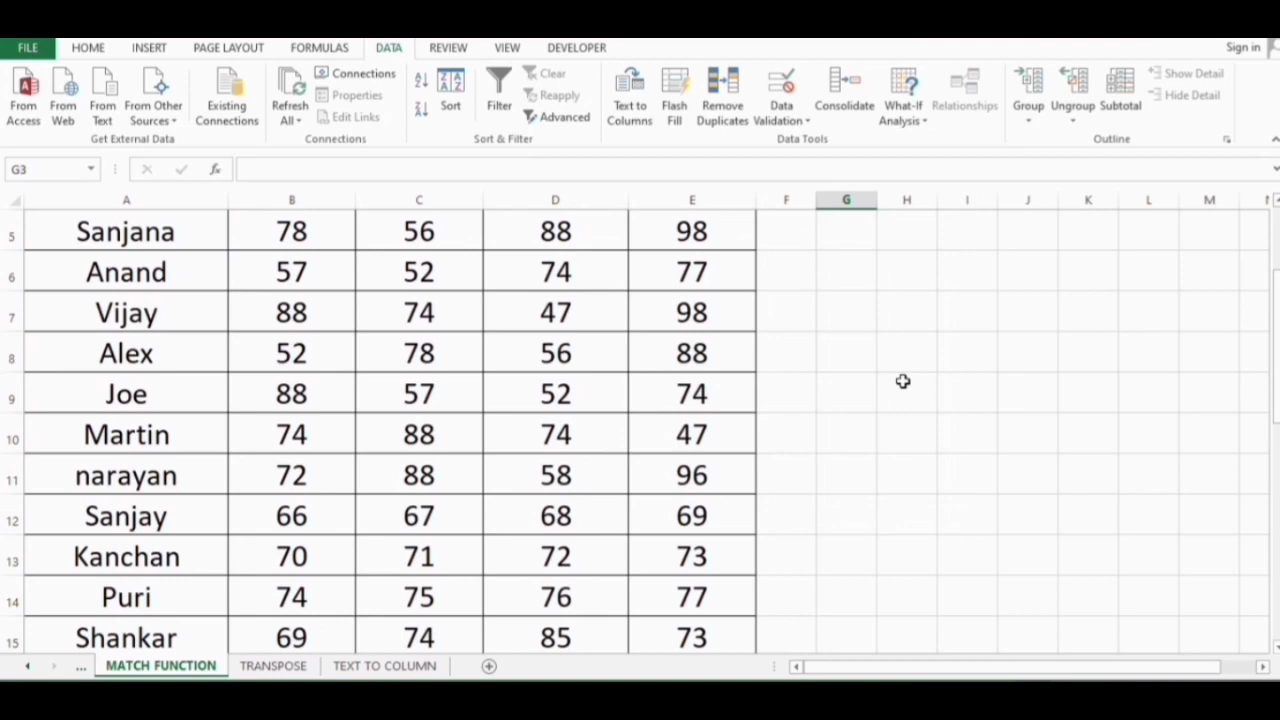 FILE HOME INSERT PAGE LAYOUT FORMULAS DATA REVIEW VIEW DEVELOPER Sign in
From Access From Web From Text From Other Sources Existing Connections
Get External Data
Refresh All Connections Properties Edit Links
Connections
Sort Filter Clear Reapply Advanced
Sort & Filter
Text to Columns Flash Fill Remove Duplicates Data Validation Consolidate What-If Analysis Relationships
Data Tools
Group Ungroup Subtotal Show Detail Hide Detail
Outline
G3 fx
A B C D E F G H I J K L M
5 Sanjana 78 56 88 98
6 Anand 57 52 74 77
7 Vijay 88 74 47 98
8 Alex 52 78 56 88
9 Joe 88 57 52 74
10 Martin 74 88 74 47
11 narayan 72 88 58 96
12 Sanjay 66 67 68 69
13 Kanchan 70 71 72 73
14 Puri 74 75 76 77
15 Shankar 69 74 85 73
... MATCH FUNCTION TRANSPOSE TEXT TO COLUMN